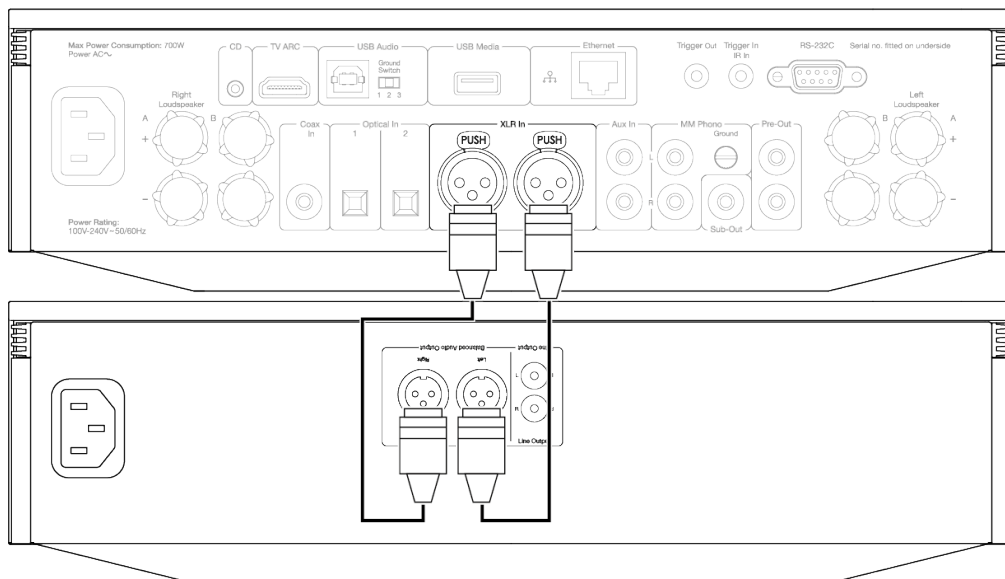 Max Power Consumption: 700W
Power AC~
CD
TV ARC
USB Audio
Ground
Switch
1 2 3
USB Media
Ethernet
Trigger Out
Trigger In
IR In
RS-232C
Serial no. fitted on underside
Right
Loudspeaker
A
B
+
−
Coax
In
Optical In
1
2
XLR In
PUSH
PUSH
Aux In
L
R
MM Phono
Ground
Sub-Out
Pre-Out
Left
Loudspeaker
B
A
+
−
Power Rating:
100V-240V~50/60Hz
Balanced Audio Output
Right
Left
Line Output
L
R
Line Output